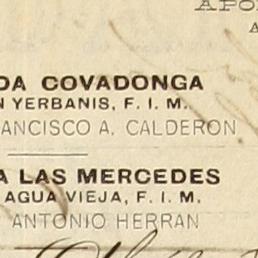 DA COVADONGA
N YERBANIS, F. I. M.
ANCISCO A. CALDERON
A LAS MERCEDES
AGUA VIEJA, F. I. M.
ANTONIO HERRAN